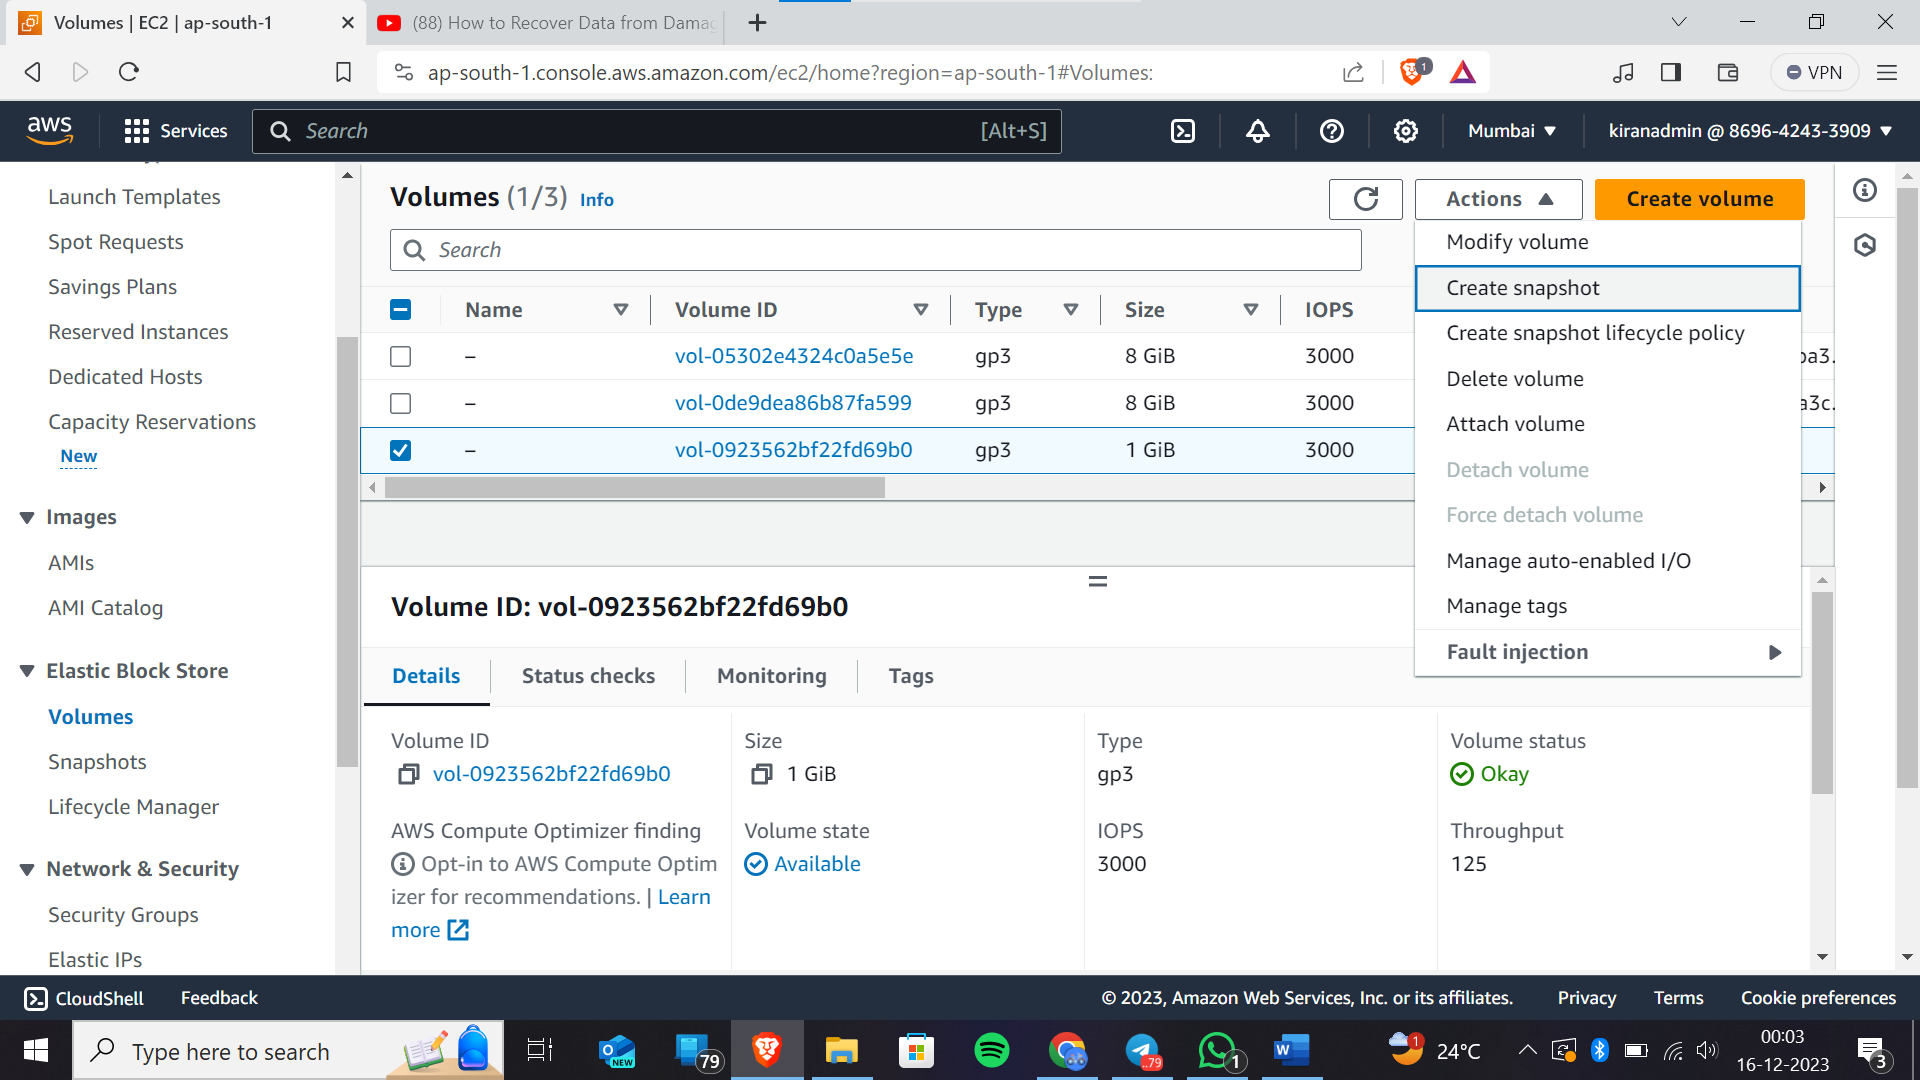 Volumes | EC2 | ap-south-1
(88) How to Recover Data from Damag
ap-south-1.console.aws.amazon.com/ec2/home?region=ap-south-1#Volumes:
1
VPN
aws
Services
Search
[Alt+S]
Mumbai
kiranadmin @ 8696-4243-3909
Launch Templates
Spot Requests
Savings Plans
Reserved Instances
Dedicated Hosts
Capacity Reservations
New
Images
AMIs
AMI Catalog
Elastic Block Store
Volumes
Snapshots
Lifecycle Manager
Network & Security
Security Groups
Elastic IPs
Volumes (1/3) Info
Actions
Create volume
Search
Modify volume
Create snapshot
Create snapshot lifecycle policy
Delete volume
Attach volume
Detach volume
Force detach volume
Manage auto-enabled I/O
Manage tags
Fault injection
Name Volume ID Type Size IOPS
– vol-05302e4324c0a5e5e gp3 8 GiB 3000
– vol-0de9dea86b87fa599 gp3 8 GiB 3000
– vol-0923562bf22fd69b0 gp3 1 GiB 3000
Volume ID: vol-0923562bf22fd69b0
Details Status checks Monitoring Tags
Volume ID
vol-0923562bf22fd69b0
Size
1 GiB
Type
gp3
Volume status
Okay
AWS Compute Optimizer finding
Opt-in to AWS Compute Optim
izer for recommendations. | Learn
more
Volume state
Available
IOPS
3000
Throughput
125
CloudShell Feedback
© 2023, Amazon Web Services, Inc. or its affiliates. Privacy Terms Cookie preferences
Type here to search
NEW
79
..79
1
W
1
24°C
00:03
16-12-2023
3